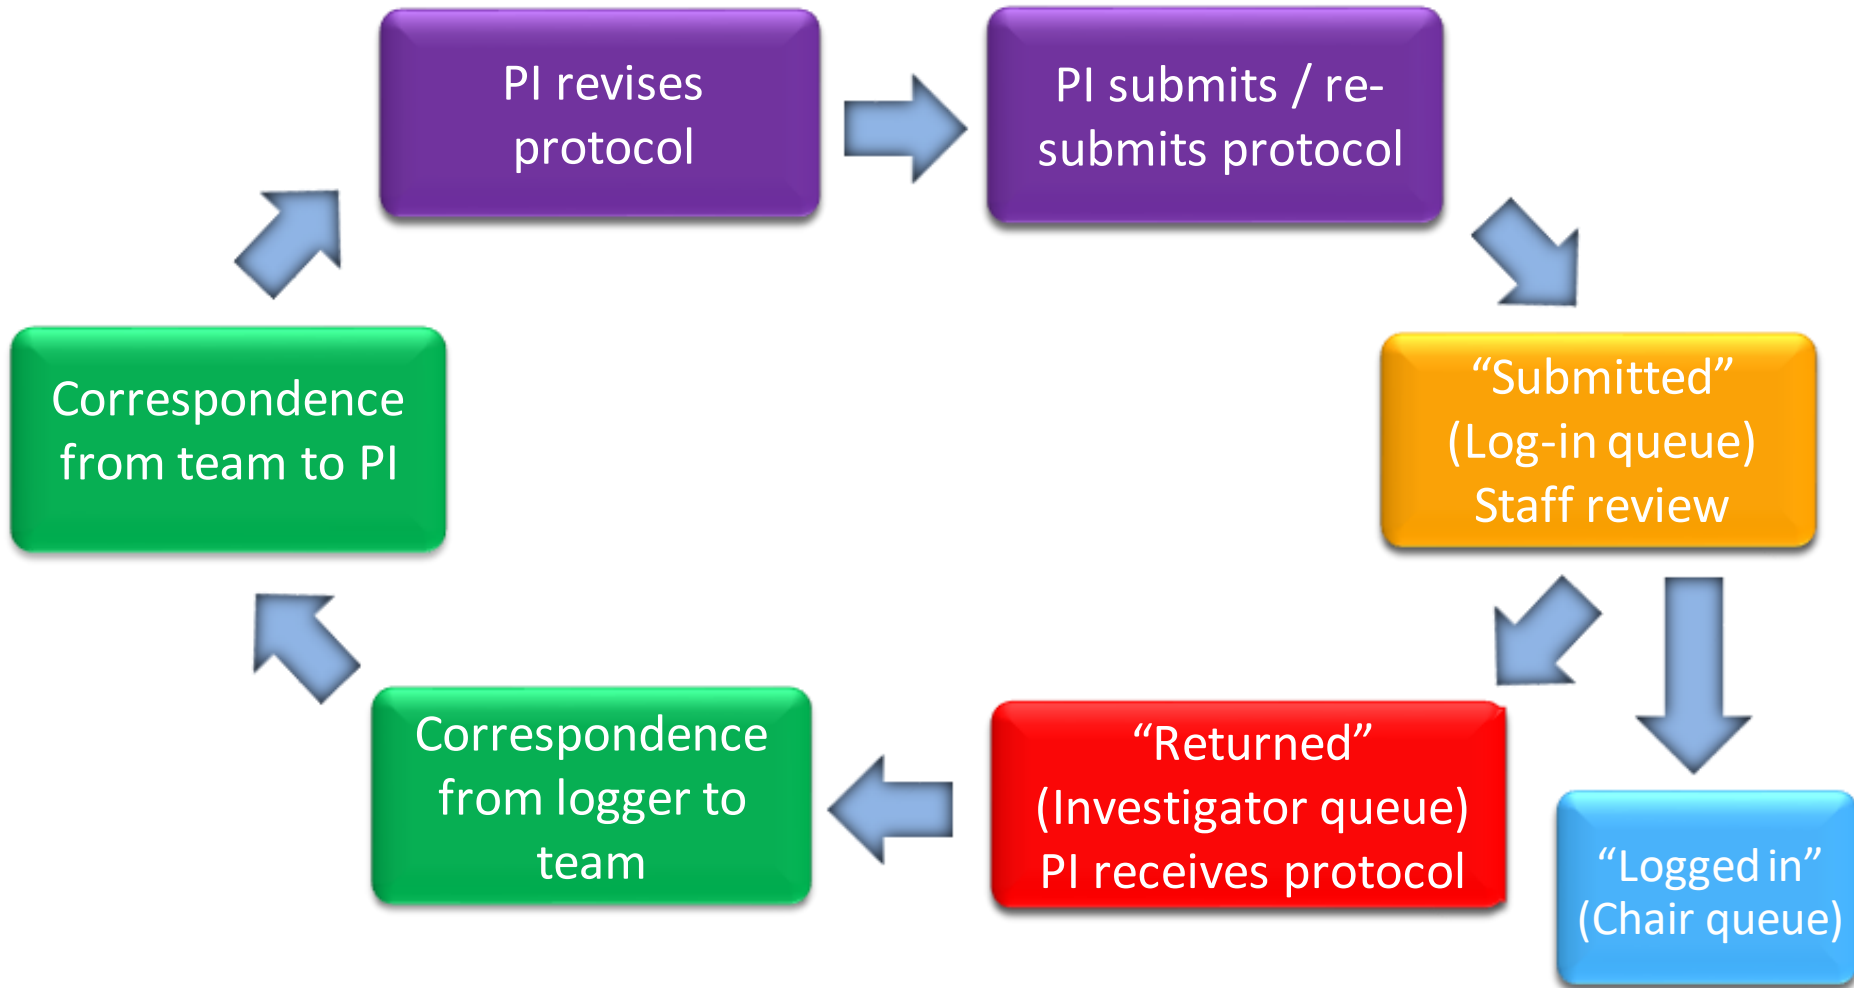 PI revises
protocol
PI submits / re-
submits protocol
“Submitted”
(Log-in queue)
Staff review
Correspondence
from team to PI
Correspondence
from logger to
team
“Returned”
(Investigator queue)
PI receives protocol
“Logged in”
(Chair queue)